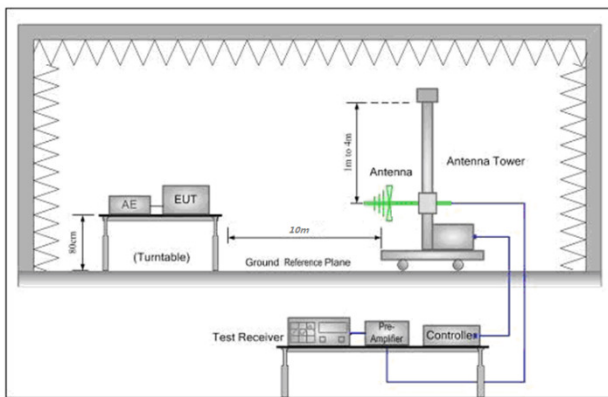 1m to 4m
Antenna
Antenna Tower
AE
EUT
80cm
(Turntable)
10m
Ground Reference Plane
Test Receiver
Pre-
Amplifier
Controller